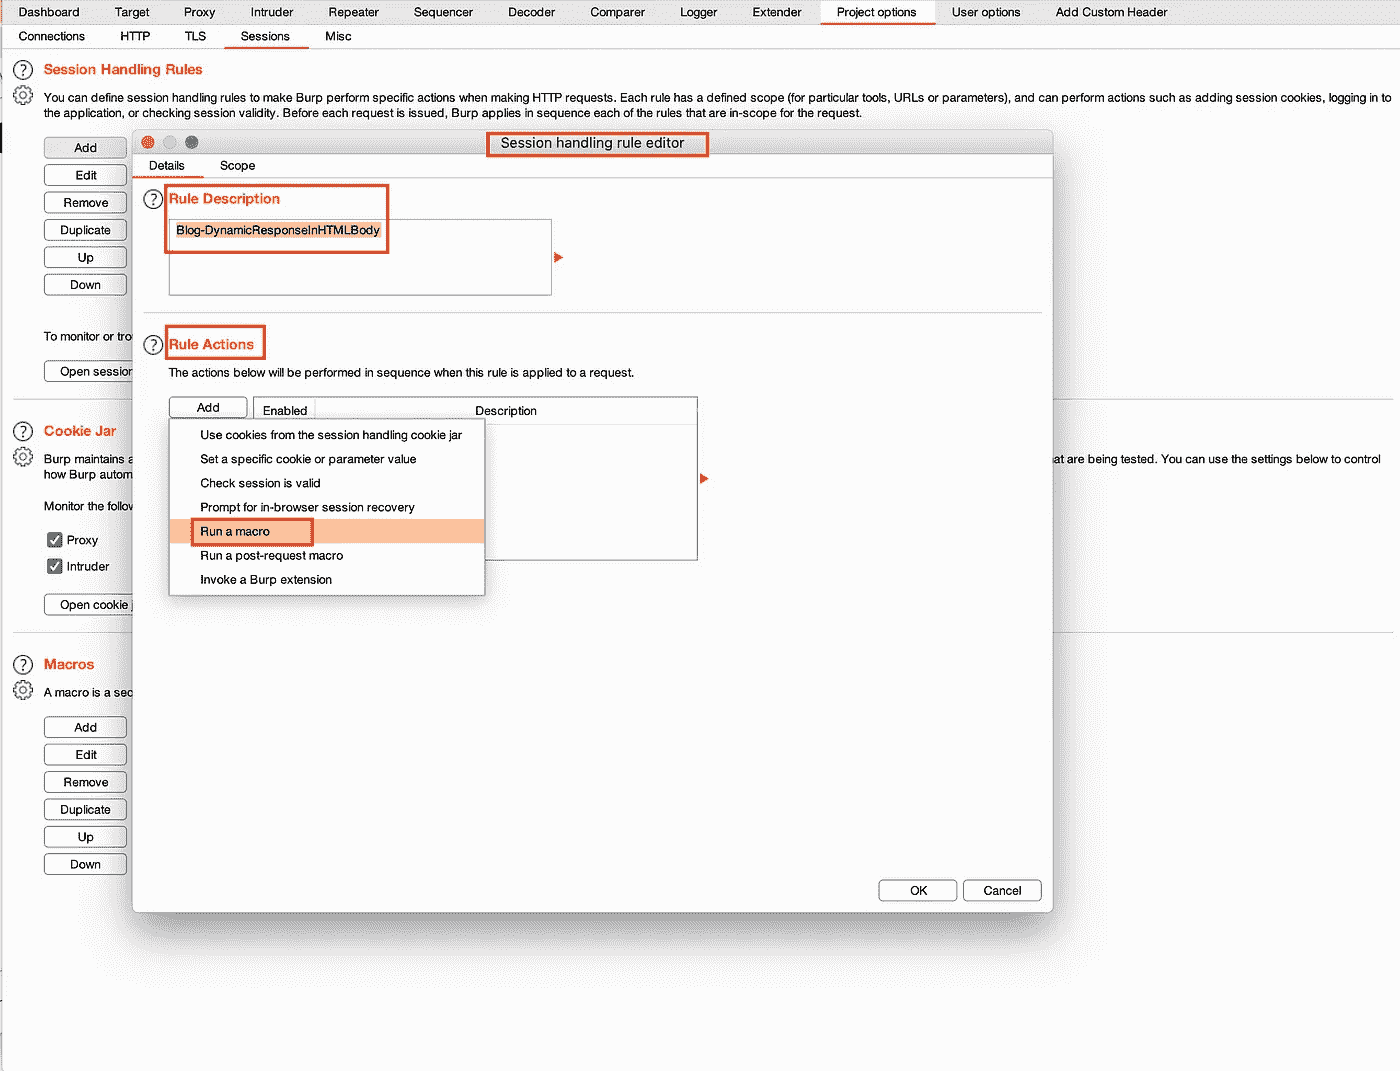 Dashboard Target Proxy Intruder Repeater Sequencer Decoder Comparer Logger Extender Project options User options Add Custom Header
Connections HTTP TLS Sessions Misc
? Session Handling Rules
You can define session handling rules to make Burp perform specific actions when making HTTP requests. Each rule has a defined scope (for particular tools, URLs or parameters), and can perform actions such as adding session cookies, logging in to
the application, or checking session validity. Before each request is issued, Burp applies in sequence each of the rules that are in-scope for the request.
Add
Edit
Remove
Duplicate
Up
Down
To monitor or tro
Open session
Session handling rule editor
Details Scope
? Rule Description
Blog-DynamicResponseInHTMLBody
? Rule Actions
The actions below will be performed in sequence when this rule is applied to a request.
Add Enabled Description
Use cookies from the session handling cookie jar
Set a specific cookie or parameter value
Check session is valid
Prompt for in-browser session recovery
Run a macro
Run a post-request macro
Invoke a Burp extension
OK Cancel
? Cookie Jar
Burp maintains a
at are being tested. You can use the settings below to control
how Burp autom
Monitor the follow
Proxy
Intruder
Open cookie j
? Macros
A macro is a sec
Add
Edit
Remove
Duplicate
Up
Down